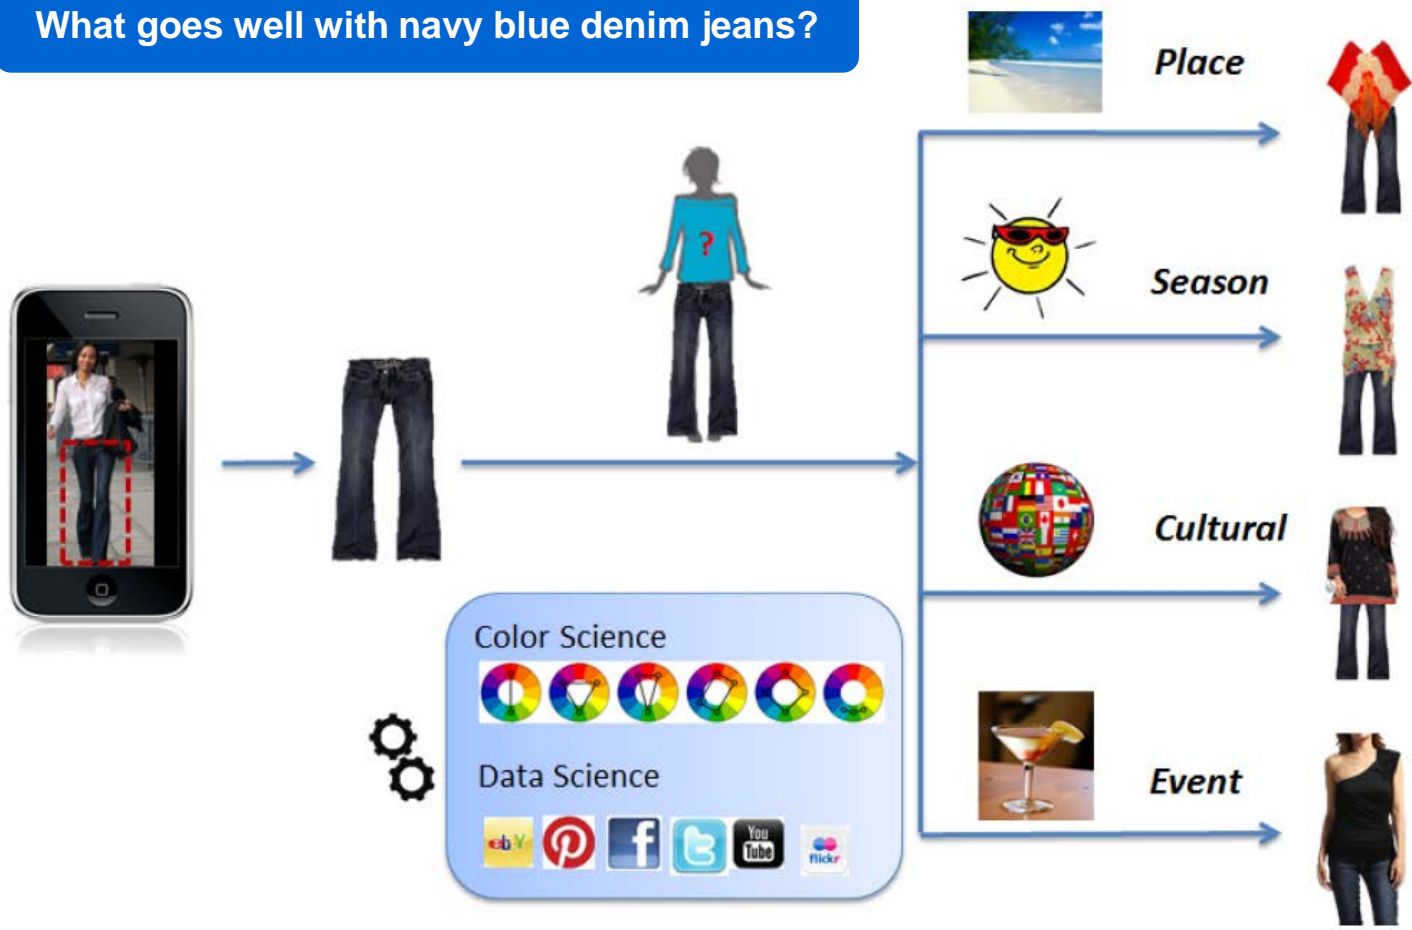 What goes well with navy blue denim jeans?
Place
?
Season
Cultural
Color Science
Event
Data Science
ebY
You
Tube
flickr